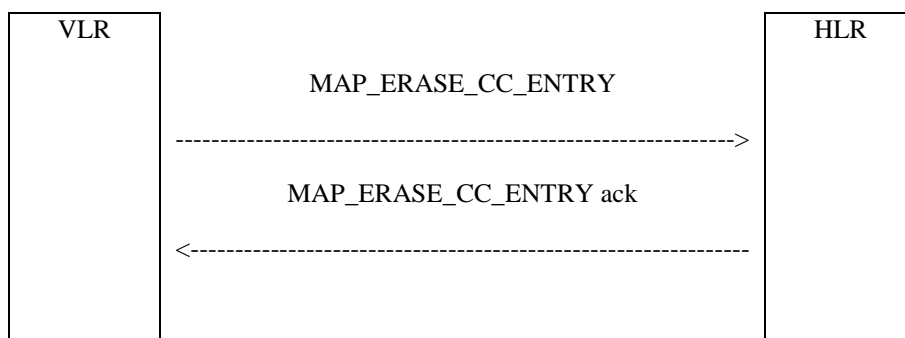 VLR HLR
MAP_ERASE_CC_ENTRY
MAP_ERASE_CC_ENTRY ack